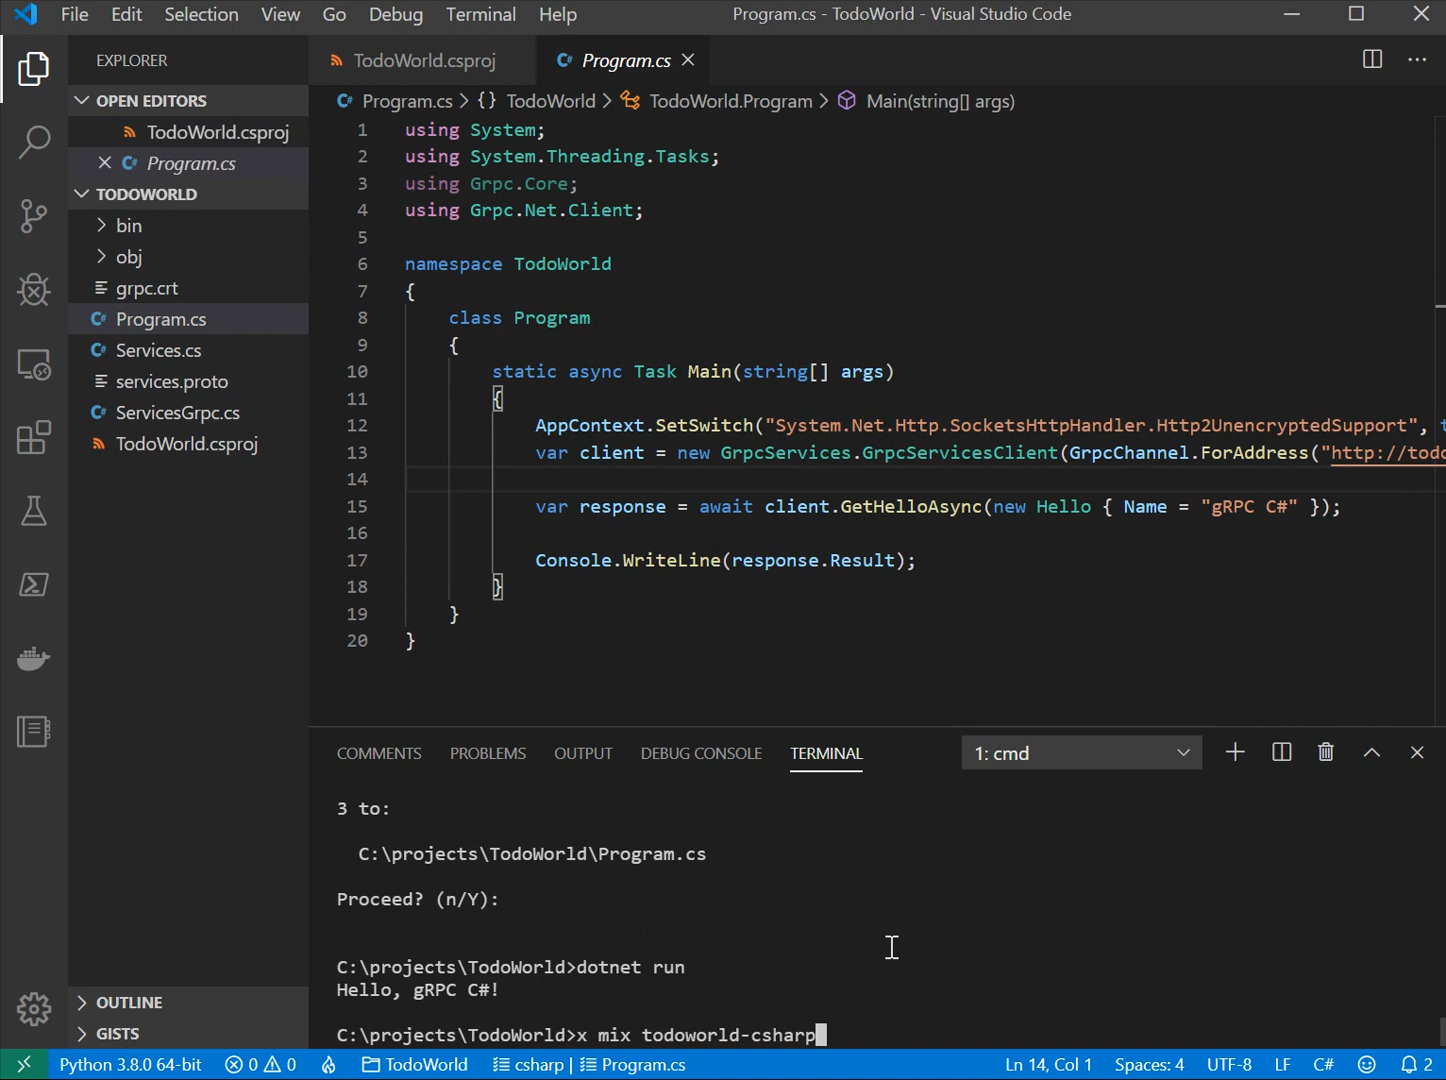 File Edit Selection View Go Debug Terminal Help
Program.cs - TodoWorld - Visual Studio Code
EXPLORER
OPEN EDITORS
TodoWorld.csproj
Program.cs
TODOWORLD
bin
obj
grpc.crt
Program.cs
Services.cs
services.proto
ServicesGrpc.cs
TodoWorld.csproj
OUTLINE
GISTS
TodoWorld.csproj Program.cs
Program.cs > {} TodoWorld > TodoWorld.Program > Main(string[] args)
1 using System;
2 using System.Threading.Tasks;
3 using Grpc.Core;
4 using Grpc.Net.Client;
5
6 namespace TodoWorld
7 {
8 class Program
9 {
10 static async Task Main(string[] args)
11 {
12 AppContext.SetSwitch("System.Net.Http.SocketsHttpHandler.Http2UnencryptedSupport", t
13 var client = new GrpcServices.GrpcServicesClient(GrpcChannel.ForAddress("http://todo
14
15 var response = await client.GetHelloAsync(new Hello { Name = "gRPC C#" });
16
17 Console.WriteLine(response.Result);
18 }
19 }
20 }
COMMENTS PROBLEMS OUTPUT DEBUG CONSOLE TERMINAL 1: cmd
3 to:
C:\projects\TodoWorld\Program.cs
Proceed? (n/Y):
C:\projects\TodoWorld>dotnet run
Hello, gRPC C#!
C:\projects\TodoWorld>x mix todoworld-csharp
Python 3.8.0 64-bit 0 0 TodoWorld csharp | Program.cs Ln 14, Col 1 Spaces: 4 UTF-8 LF C# 2